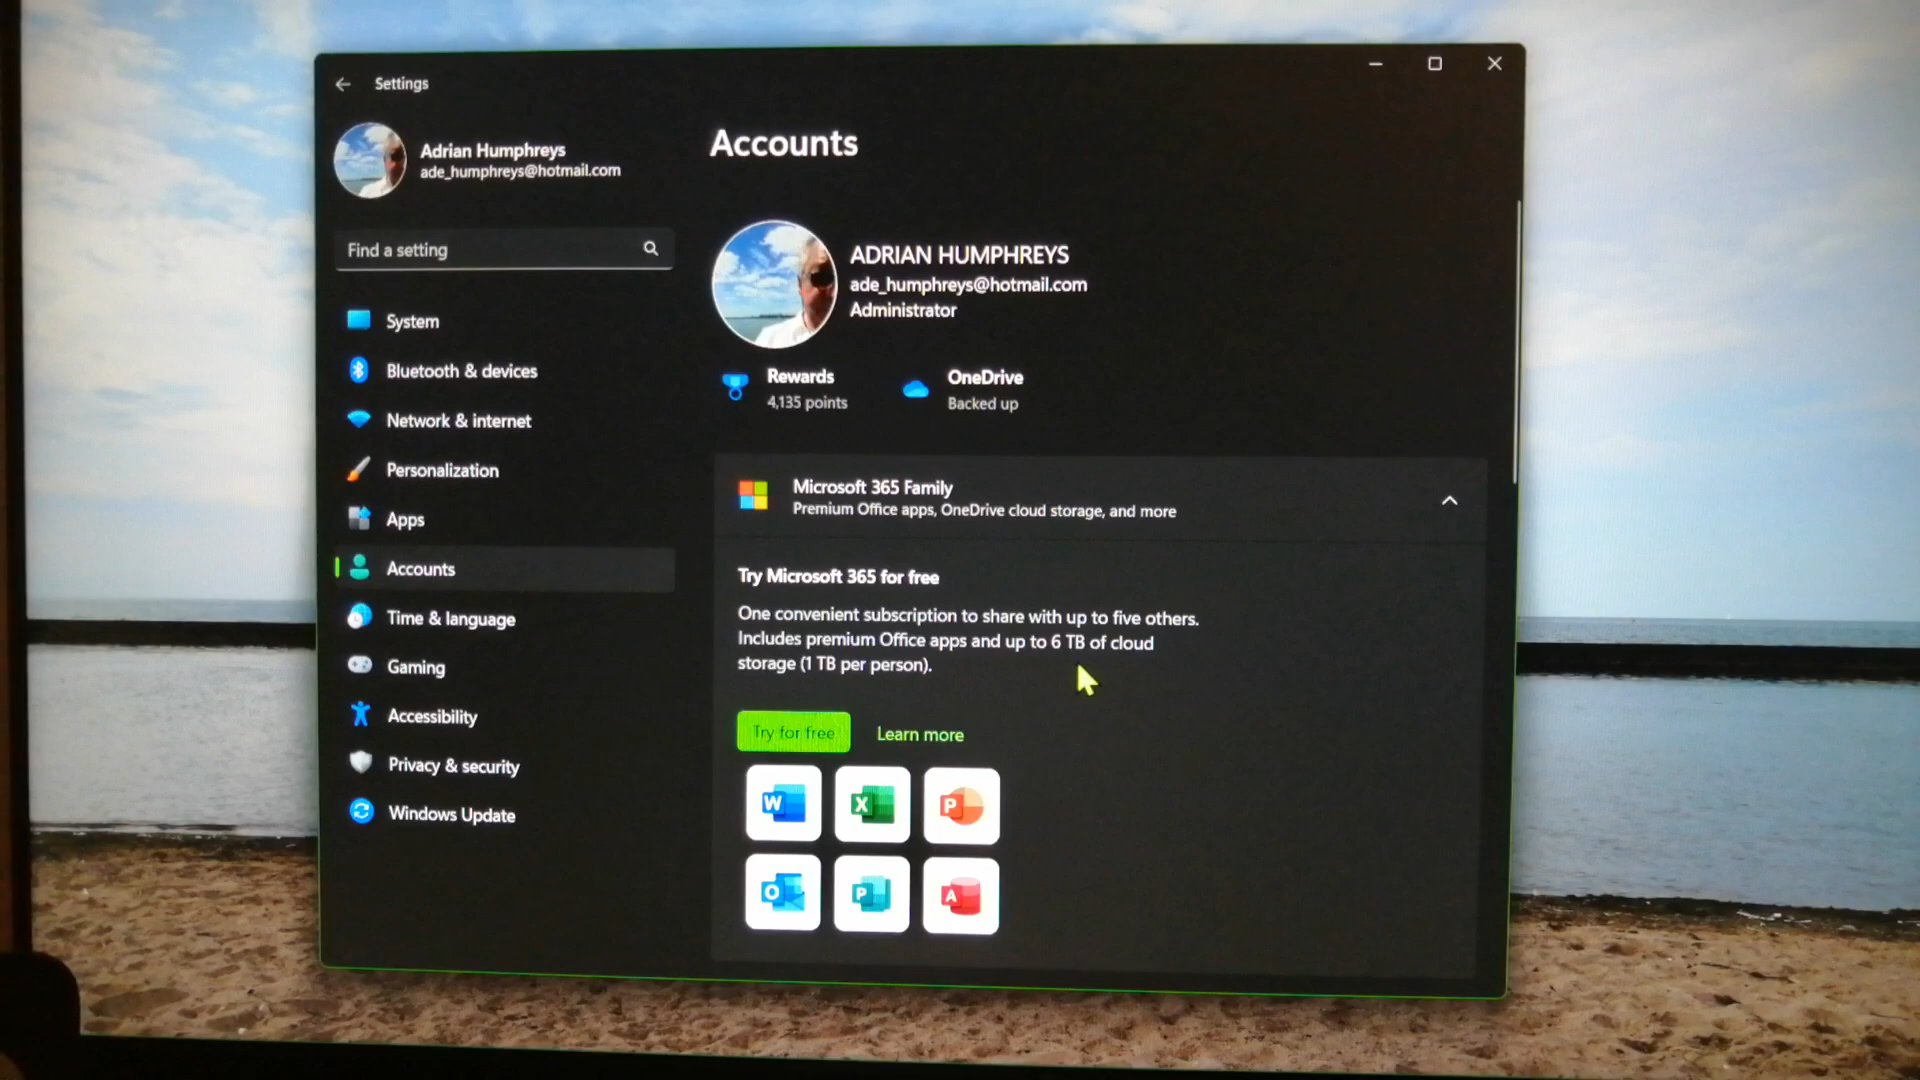 Settings
Adrian Humphreys
ade_humphreys@hotmail.com
Find a setting
System
Bluetooth & devices
Network & internet
Personalization
Apps
Accounts
Time & language
Gaming
Accessibility
Privacy & security
Windows Update
Accounts
ADRIAN HUMPHREYS
ade_humphreys@hotmail.com
Administrator
Rewards
4,135 points
OneDrive
Backed up
Microsoft 365 Family
Premium Office apps, OneDrive cloud storage, and more
Try Microsoft 365 for free
One convenient subscription to share with up to five others.
Includes premium Office apps and up to 6 TB of cloud
storage (1 TB per person).
Try for free
Learn more
W
X
P
O
P
A